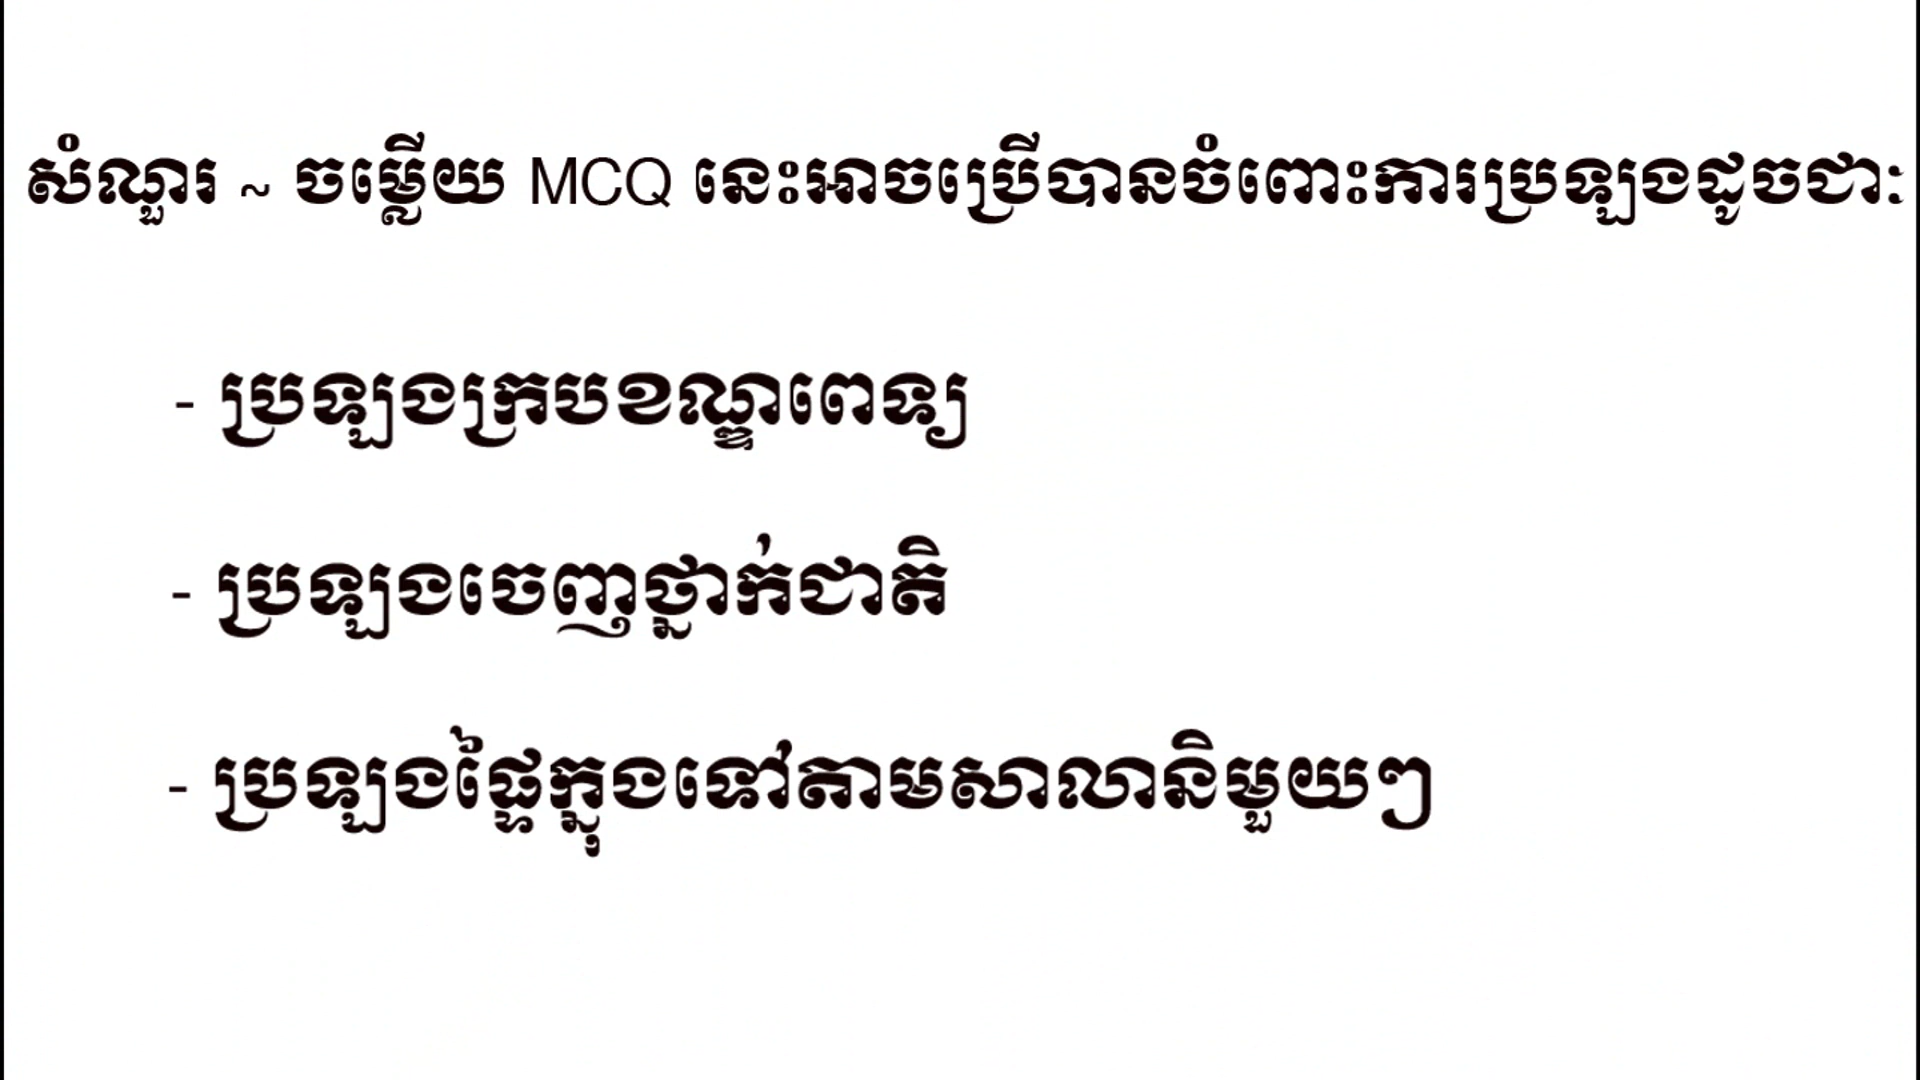 សំណួរ ~ ចម្លើយ MCQ នេះអាចប្រើបានចំពោះការប្រឡងដូចជាៈ
- ប្រឡងក្របខណ្ឌពេទ្យ
- ប្រឡងចេញថ្នាក់ជាតិ
- ប្រឡងផ្ទៃក្នុងទៅតាមសាលានិមួយៗ